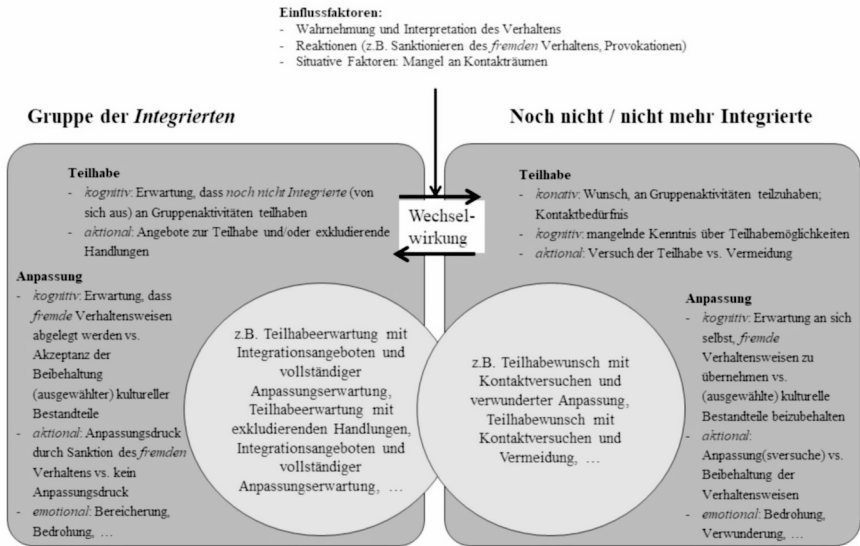 Einflussfaktoren:
- Wahrnehmung und Interpretation des Verhaltens
- Reaktionen (z.B. Sanktionieren des fremden Verhaltens, Provokationen)
- Situative Faktoren: Mangel an Kontakträumen
Gruppe der Integrierten
Noch nicht / nicht mehr Integrierte
Teilhabe
- kognitiv: Erwartung, dass noch nicht Integrierte (von
sich aus) an Gruppenaktivitäten teilhaben
- aktional: Angebote zur Teilhabe und/oder exkludierende
Handlungen
Anpassung
- kognitiv: Erwartung, dass
fremde Verhaltensweisen
abgelegt werden vs.
Akzeptanz der
Beibehaltung
(ausgewählter) kultureller
Bestandteile
- aktional: Anpassungsdruck
durch Sanktion des fremden
Verhaltens vs. kein
Anpassungsdruck
- emotional: Bereicherung,
Bedrohung, …
z.B. Teilhabeerwartung mit
Integrationsangeboten und
vollständiger
Anpassungserwartung,
Teilhabeerwartung mit
exkludierenden Handlungen,
Integrationsangeboten und
vollständiger
Anpassungserwartung, …
Wechsel-
wirkung
Teilhabe
- konativ: Wunsch, an Gruppenaktivitäten teilzuhaben;
Kontaktbedürfnis
- kognitiv: mangelnde Kenntnis über Teilhabemöglichkeiten
- aktional: Versuch der Teilhabe vs. Vermeidung
z.B. Teilhabewunsch mit
Kontaktversuchen und
verwunderter Anpassung,
Teilhabewunsch mit
Kontaktversuchen und
Vermeidung, …
Anpassung
- kognitiv: Erwartung an sich
selbst, fremde
Verhaltensweisen zu
übernehmen vs.
(ausgewählte) kulturelle
Bestandteile beizubehalten
- aktional:
Anpassung(sversuche) vs.
Beibehaltung der
Verhaltensweisen
- emotional: Bedrohung,
Verwunderung, …